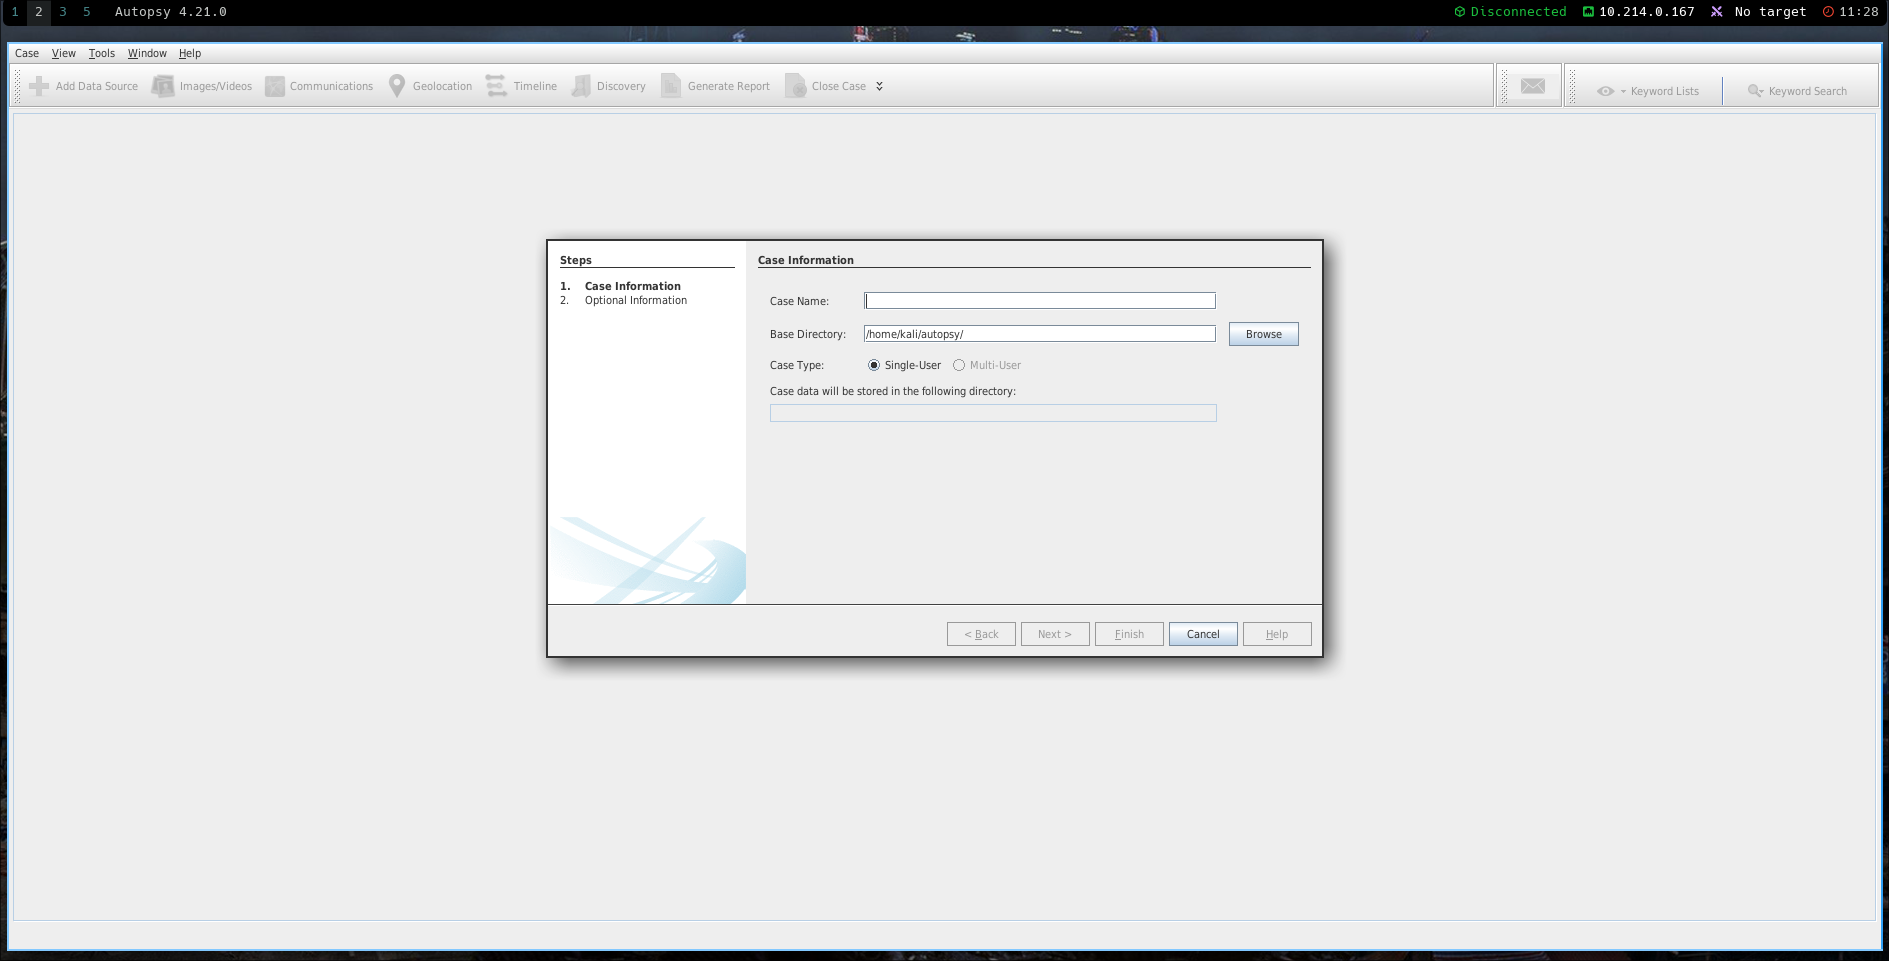 1 2 3 5 Autopsy 4.21.0 Disconnected 10.214.0.167 No target 11:28
Case View Tools Window Help
Add Data Source Images/Videos Communications Geolocation Timeline Discovery Generate Report Close Case Keyword Lists Keyword Search
Steps
1. Case Information
2. Optional Information
Case Information
Case Name:
Base Directory: /home/kali/autopsy/ Browse
Case Type: Single-User Multi-User
Case data will be stored in the following directory:
< Back Next > Finish Cancel Help